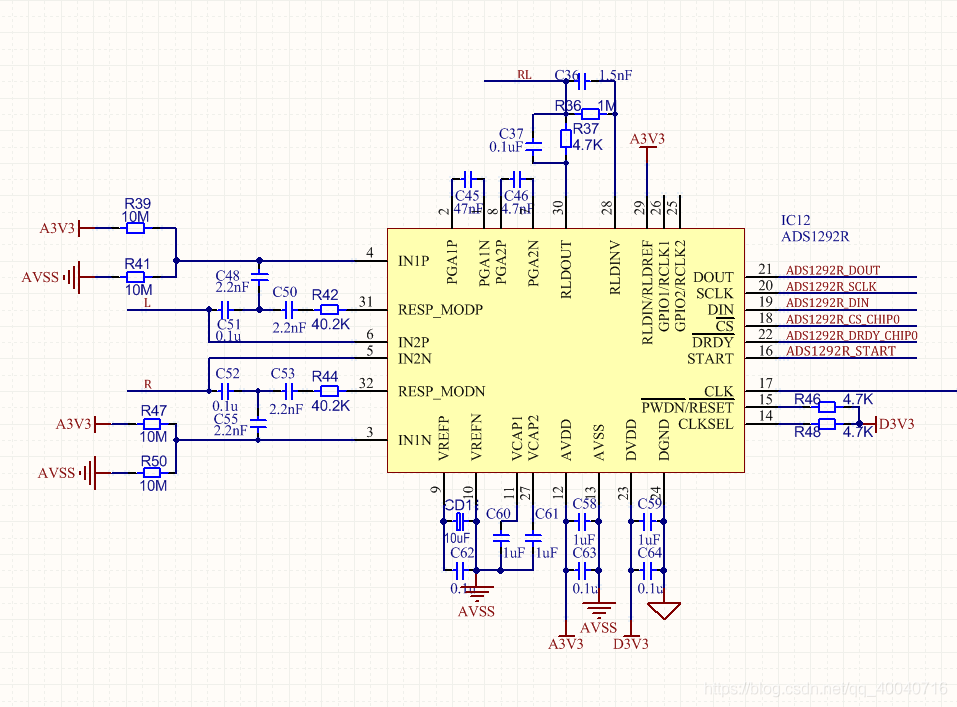 RL C36 1.5nF
R36 1M
C37 R37
0.1uF 4.7K
A3V3
C45 C46
47nF 4.7nF
2 8 30 28 29 26 25
IC12
ADS1292R
R39
10M
A3V3
R41
AVSS
10M
4 IN1P
PGA1P PGA1N PGA2P PGA2N RLDOUT RLDINV RLDIN/RLDREF GPIO1/RCLK1 GPIO2/RCLK2
C48
2.2nF
C50 R42
L
31 RESP_MODP
C51 2.2nF 40.2K
0.1u
6 IN2P
5 IN2N
DOUT 21 ADS1292R_DOUT
SCLK 20 ADS1292R_SCLK
DIN 19 ADS1292R_DIN
CS 18 ADS1292R_CS_CHIP0
DRDY 22 ADS1292R_DRDY_CHIP0
START 16 ADS1292R_START
C52 C53 R44
R
32 RESP_MODN
0.1u 2.2nF 40.2K
C55
2.2nF
R47
A3V3
10M
3 IN1N
R50
AVSS
10M
CLK 17
PWDN/RESET 15 R46 4.7K
CLKSEL 14 R48 4.7K
D3V3
VREFP VREFN VCAP1 VCAP2 AVDD AVSS DVDD DGND
9 10 11 27 12 13 23 24
CD1 C60 C61 C58 C59
10uF 1uF 1uF 1uF 1uF
C62 C63 C64
0.1u 0.1u 0.1u
AVSS
AVSS
A3V3 D3V3
https://blog.csdn.net/qq_40040716